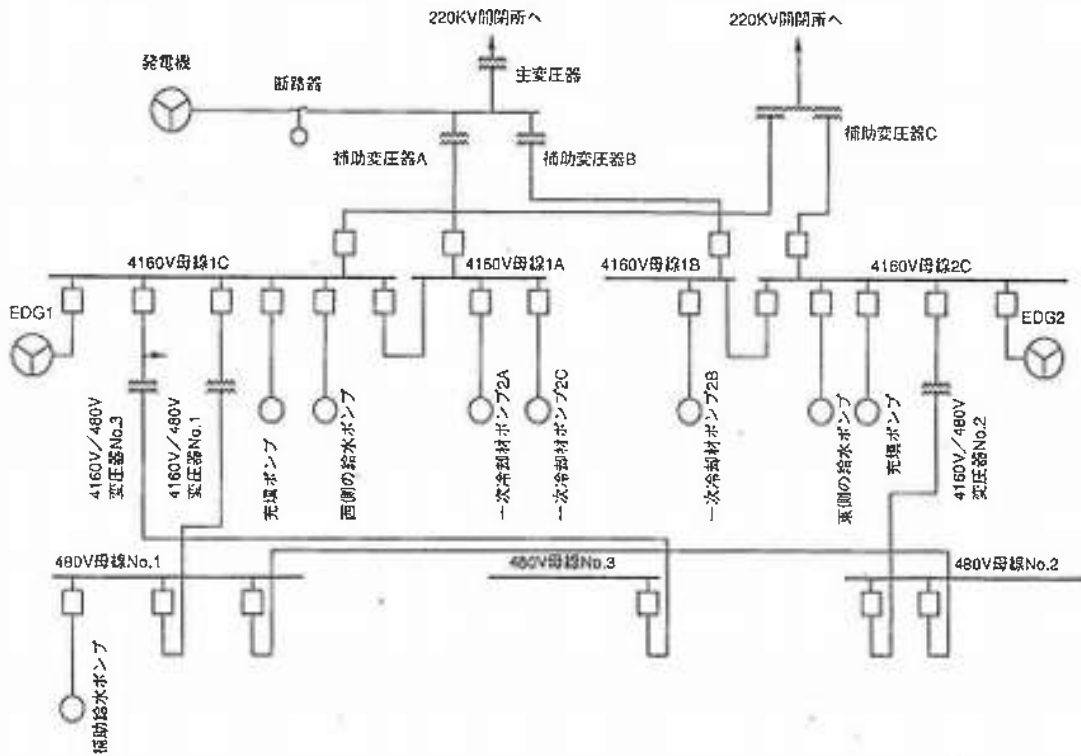 220KV開閉所へ
220KV開閉所へ
発電機
断路器
主変圧器
補助変圧器A
補助変圧器B
補助変圧器C
4160V母線1C
4160V母線1A
4160V母線1B
4160V母線2C
EDG1
EDG2
4160V／480V
変圧器No.3
4160V／480V
変圧器No.1
充填ポンプ
西側の給水ポンプ
一次冷却材ポンプ2A
一次冷却材ポンプ2C
一次冷却材ポンプ2B
東側の給水ポンプ
充填ポンプ
4160V／480V
変圧器No.2
480V母線No.1
480V母線No.3
480V母線No.2
補助給水ポンプ